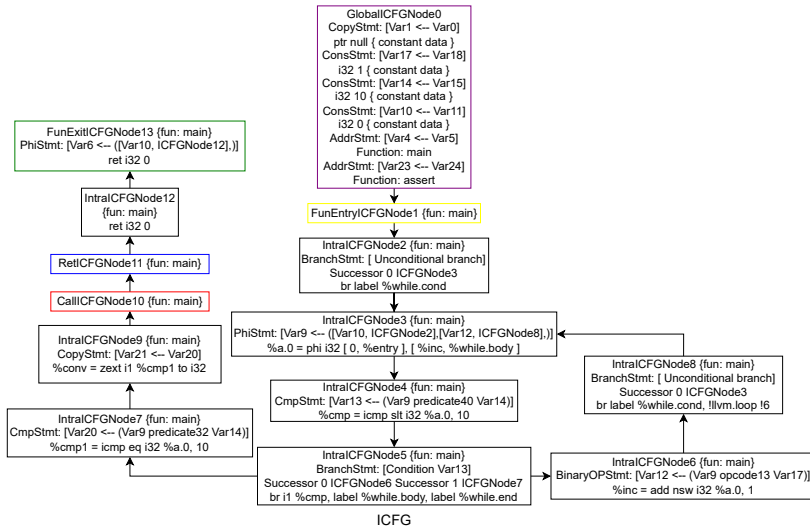 GlobalICFGNode0
CopyStmt: [Var1 <-- Var0]
ptr null { constant data }
ConsStmt: [Var17 <-- Var18]
i32 1 { constant data }
ConsStmt: [Var14 <-- Var15]
i32 10 { constant data }
ConsStmt: [Var10 <-- Var11]
i32 0 { constant data }
AddrStmt: [Var4 <-- Var5]
Function: main
AddrStmt: [Var23 <-- Var24]
Function: assert
FunEntryICFGNode1 {fun: main}
IntraICFGNode2 {fun: main}
BranchStmt: [ Unconditional branch]
Successor 0 ICFGNode3
br label %while.cond
IntraICFGNode3 {fun: main}
PhiStmt: [Var9 <-- ([Var10, ICFGNode2],[Var12, ICFGNode8],)]
%a.0 = phi i32 [ 0, %entry ], [ %inc, %while.body ]
IntraICFGNode4 {fun: main}
CmpStmt: [Var13 <-- (Var9 predicate40 Var14)]
%cmp = icmp slt i32 %a.0, 10
IntraICFGNode5 {fun: main}
BranchStmt: [Condition Var13]
Successor 0 ICFGNode6 Successor 1 ICFGNode7
br i1 %cmp, label %while.body, label %while.end
IntraICFGNode6 {fun: main}
BinaryOPStmt: [Var12 <-- (Var9 opcode13 Var17)]
%inc = add nsw i32 %a.0, 1
IntraICFGNode8 {fun: main}
BranchStmt: [ Unconditional branch]
Successor 0 ICFGNode3
br label %while.cond, !llvm.loop !6
IntraICFGNode7 {fun: main}
CmpStmt: [Var20 <-- (Var9 predicate32 Var14)]
%cmp1 = icmp eq i32 %a.0, 10
IntraICFGNode9 {fun: main}
CopyStmt: [Var21 <-- Var20]
%conv = zext i1 %cmp1 to i32
CallICFGNode10 {fun: main}
RetICFGNode11 {fun: main}
IntraICFGNode12
{fun: main}
ret i32 0
FunExitICFGNode13 {fun: main}
PhiStmt: [Var6 <-- ([Var10, ICFGNode12],)]
ret i32 0
ICFG